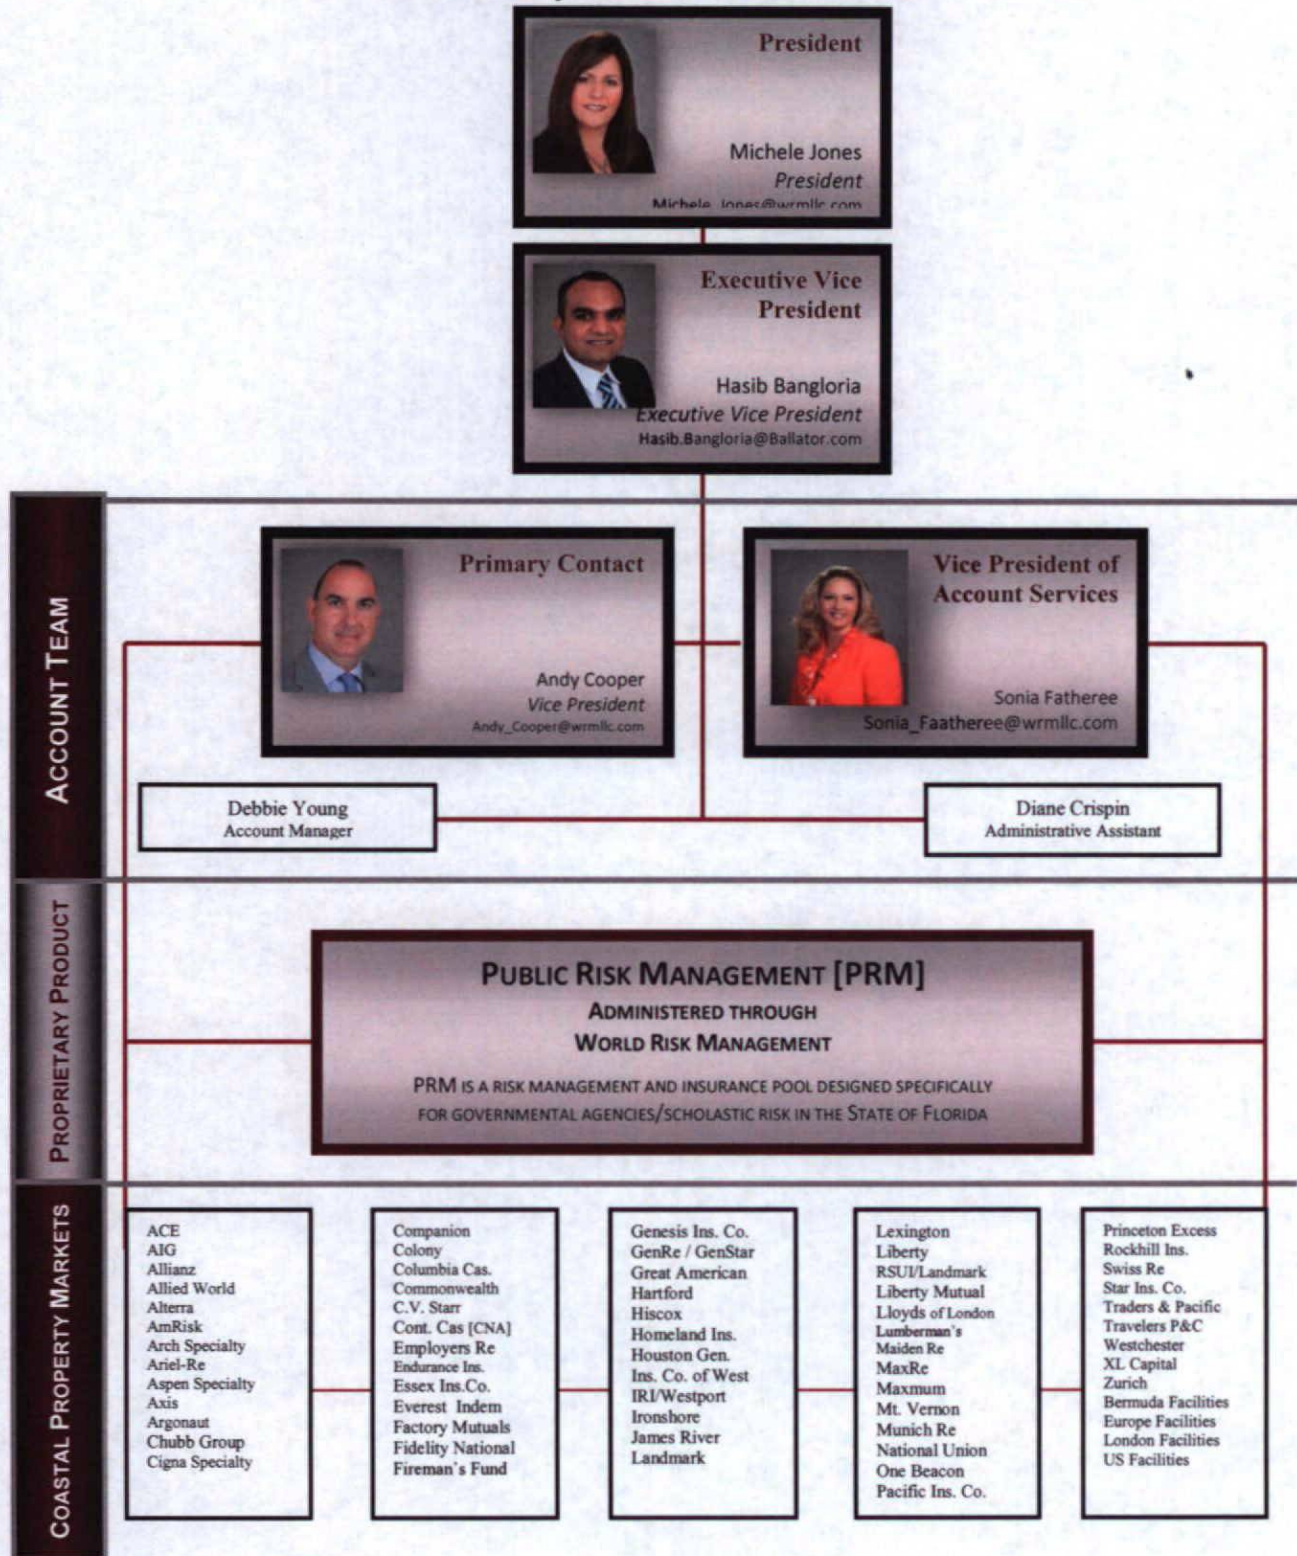 President
Michele Jones
President
Michele_Jones@wrmllc.com
Executive Vice
President
Hasib Bangloria
Executive Vice President
Hasib.Bangloria@Ballator.com
ACCOUNT TEAM
Primary Contact
Andy Cooper
Vice President
Andy_Cooper@wrmllc.com
Vice President of
Account Services
Sonia Fatheree
Sonia_Faatheree@wrmllc.com
Debbie Young
Account Manager
Diane Crispin
Administrative Assistant
PROPRIETARY PRODUCT
PUBLIC RISK MANAGEMENT [PRM]
ADMINISTERED THROUGH
WORLD RISK MANAGEMENT
PRM IS A RISK MANAGEMENT AND INSURANCE POOL DESIGNED SPECIFICALLY
FOR GOVERNMENTAL AGENCIES/SCHOLASTIC RISK IN THE STATE OF FLORIDA
COASTAL PROPERTY MARKETS
ACE
AIG
Allianz
Allied World
Alterra
AmRisk
Arch Specialty
Ariel-Re
Aspen Specialty
Axis
Argonaut
Chubb Group
Cigna Specialty
Companion
Colony
Columbia Cas.
Commonwealth
C.V. Starr
Cont. Cas [CNA]
Employers Re
Endurance Ins.
Essex Ins.Co.
Everest Indem
Factory Mutuals
Fidelity National
Fireman's Fund
Genesis Ins. Co.
GenRe / GenStar
Great American
Hartford
Hiscox
Homeland Ins.
Houston Gen.
Ins. Co. of West
IRI/Westport
Ironshore
James River
Landmark
Lexington
Liberty
RSUI/Landmark
Liberty Mutual
Lloyds of London
Lumberman's
Maiden Re
MaxRe
Maxmum
Mt. Vernon
Munich Re
National Union
One Beacon
Pacific Ins. Co.
Princeton Excess
Rockhill Ins.
Swiss Re
Star Ins. Co.
Traders & Pacific
Travelers P&C
Westchester
XL Capital
Zurich
Bermuda Facilities
Europe Facilities
London Facilities
US Facilities